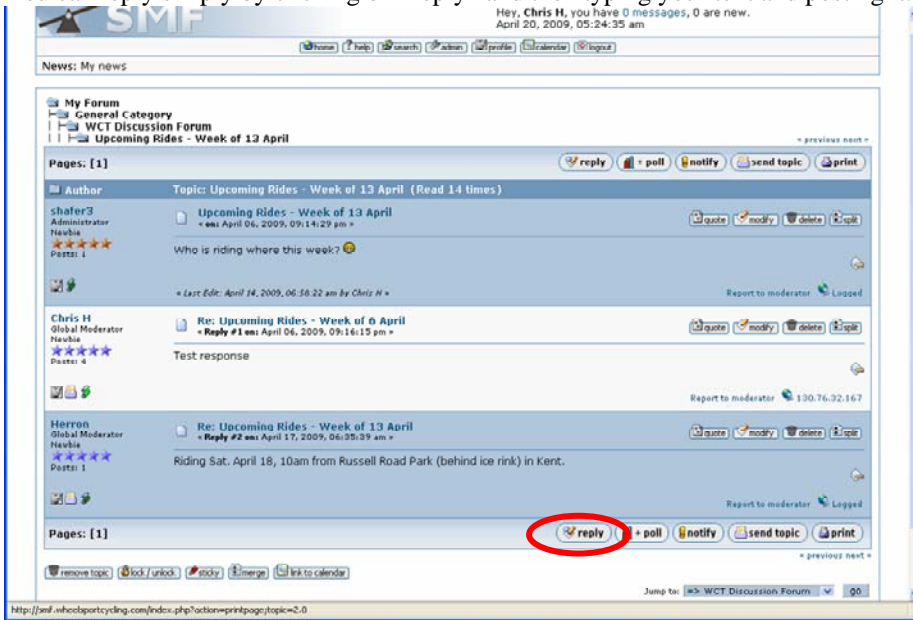 SMF
Hey, Chris H, you have 0 messages, 0 are new.
April 20, 2009, 05:24:35 am
home help search admin profile calendar logout
News: My news
My Forum
General Category
WCT Discussion Forum
Upcoming Rides - Week of 13 April
« previous next »
Pages: [1] reply + poll notify send topic print
Author Topic: Upcoming Rides - Week of 13 April (Read 14 times)
shafer3
Administrator
Newbie
Posts: 1
Upcoming Rides - Week of 13 April
« on: April 06, 2009, 09:14:29 pm »
quote modify delete split
Who is riding where this week?
« Last Edit: April 14, 2009, 06:58:22 am by Chris H »
Report to moderator Logged
Chris H
Global Moderator
Newbie
Posts: 4
Re: Upcoming Rides - Week of 6 April
« Reply #1 on: April 06, 2009, 09:16:15 pm »
quote modify delete split
Test response
Report to moderator 130.76.32.167
Herron
Global Moderator
Newbie
Posts: 1
Re: Upcoming Rides - Week of 13 April
« Reply #2 on: April 17, 2009, 06:35:39 am »
quote modify delete split
Riding Sat. April 18, 10am from Russell Road Park (behind ice rink) in Kent.
Report to moderator Logged
Pages: [1] reply + poll notify send topic print
« previous next »
remove topic lock / unlock sticky merge link to calendar
Jump to: => WCT Discussion Forum go
http://smf.wheelsportcycling.com/index.php?action=printpage;topic=2.0